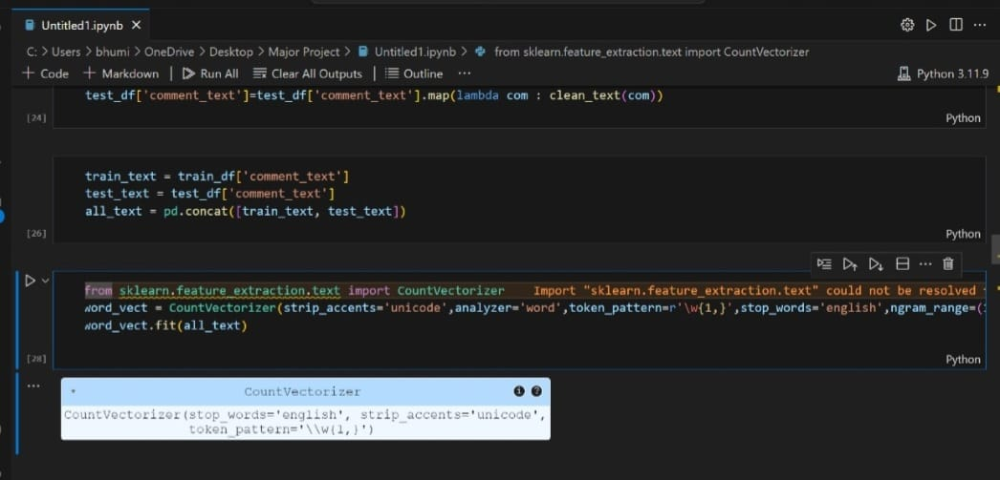 Untitled1.ipynb
C: > Users > bhumi > OneDrive > Desktop > Major Project > Untitled1.ipynb > from sklearn.feature_extraction.text import CountVectorizer
+ Code + Markdown | Run All Clear All Outputs | Outline ...
Python 3.11.9
test_df['comment_text']=test_df['comment_text'].map(lambda com : clean_text(com))
[24]
Python
train_text = train_df['comment_text']
test_text = test_df['comment_text']
all_text = pd.concat([train_text, test_text])
[26]
Python
from sklearn.feature_extraction.text import CountVectorizer Import "sklearn.feature_extraction.text" could not be resolved
word_vect = CountVectorizer(strip_accents='unicode',analyzer='word',token_pattern=r'\w{1,}',stop_words='english',ngram_range=(
word_vect.fit(all_text)
[28]
Python
...
CountVectorizer
CountVectorizer(stop_words='english', strip_accents='unicode',
token_pattern='\\w{1,}')